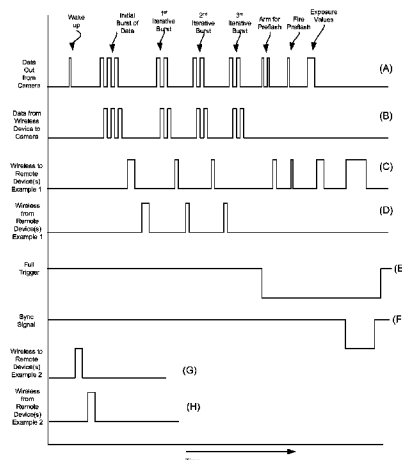 Wake
up
Initial
Burst of
Data
1st
Iterative
Burst
2nd
Iterative
Burst
3rd
Iterative
Burst
Arm for
Preflash
Fire
Preflash
Exposure
Values
Data
Out
from
Camera
(A)
Data from
Wireless
Device to
Camera
(B)
Wireless to
Remote
Device(s)
Example 1
(C)
Wireless
from
Remote
Device(s)
Example 1
(D)
Full
Trigger
(E
Sync
Signal
(F
Wireless to
Remote
Device(s)
Example 2
(G)
Wireless
from
Remote
Device(s)
Example 2
(H)